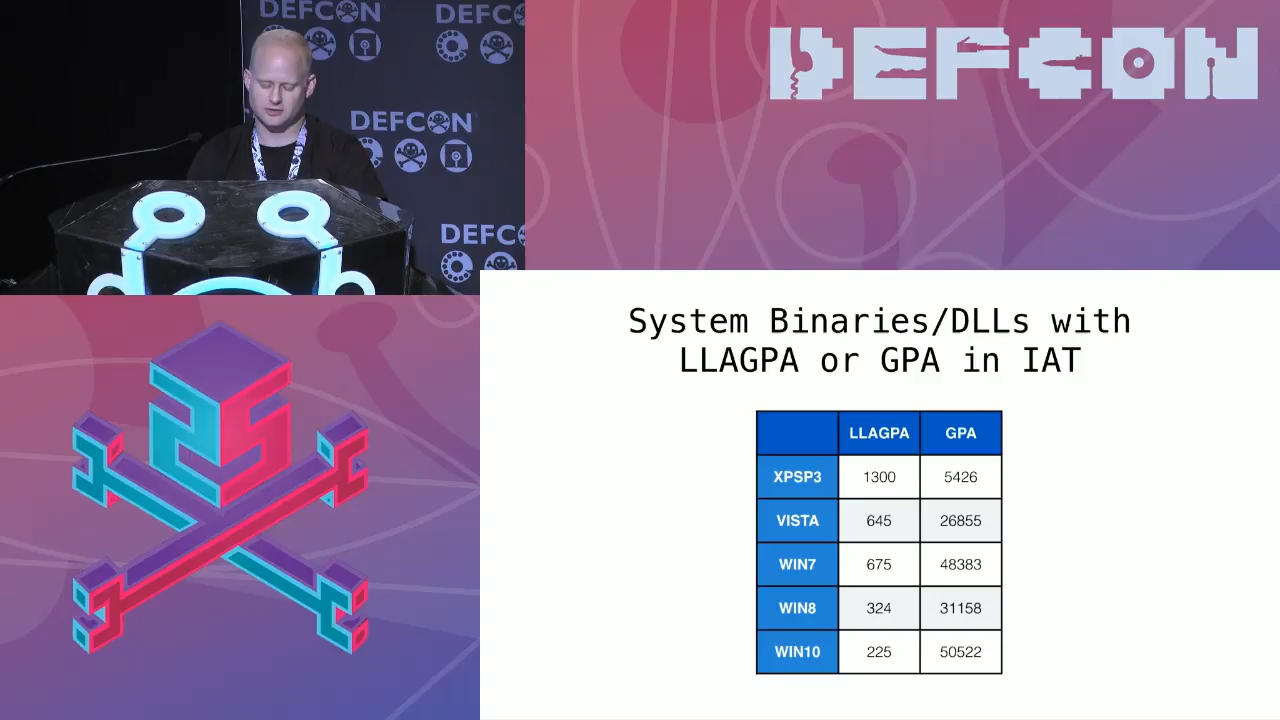 DEFCON
DEFCON
DEFCON
DEFCON
DEFCON
System Binaries/DLLs with
LLAGPA or GPA in IAT
LLAGPA GPA
XPSP3 1300 5426
VISTA 645 26855
WIN7 675 48383
WIN8 324 31158
WIN10 225 50522